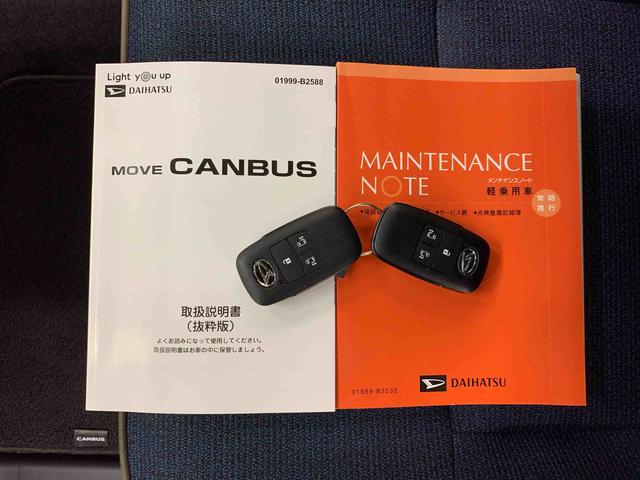 Light you up
DAIHATSU
01999-B2588
MOVE CANBUS
取扱説明書
(抜粋版)
よくお読みになって使用してください。
取扱説明書はお車の中に保管しましょう。
MAINTENANCE
NOTE
メンテナンスノート
軽乗用車
常時
携行
•サービス網 •点検整備記録簿
01989-B2032
DAIHATSU
CANBUS